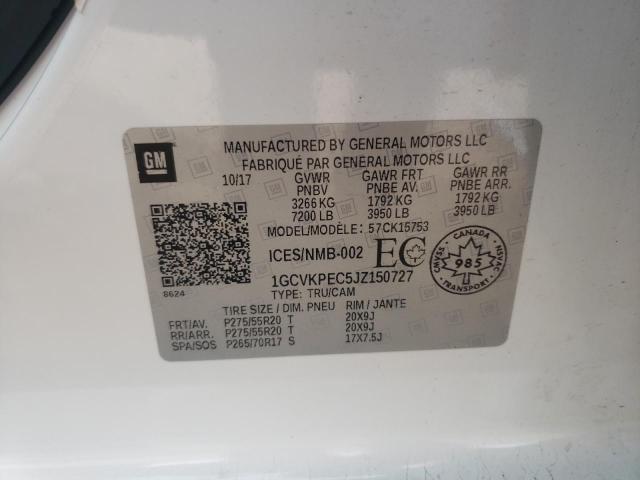 MANUFACTURED BY GENERAL MOTORS LLC
FABRIQUÉ PAR GENERAL MOTORS LLC
GM
10/17 GVWR GAWR FRT GAWR RR
PNBV PNBE AV. PNBE ARR.
3266 KG 1792 KG 1792 KG
7200 LB 3950 LB 3950 LB
MODEL/MODÈLE: 57CK15753
ICES/NMB-002 EC
CANADA
CMVSS 985 NSVAC
TRANSPORT
1GCVKPEC5JZ150727
8624
TYPE: TRU/CAM
TIRE SIZE / DIM. PNEU RIM / JANTE
FRT/AV. P275/55R20 T 20X9J
RR/ARR. P275/55R20 T 20X9J
SPA/SOS P265/70R17 S 17X7.5J